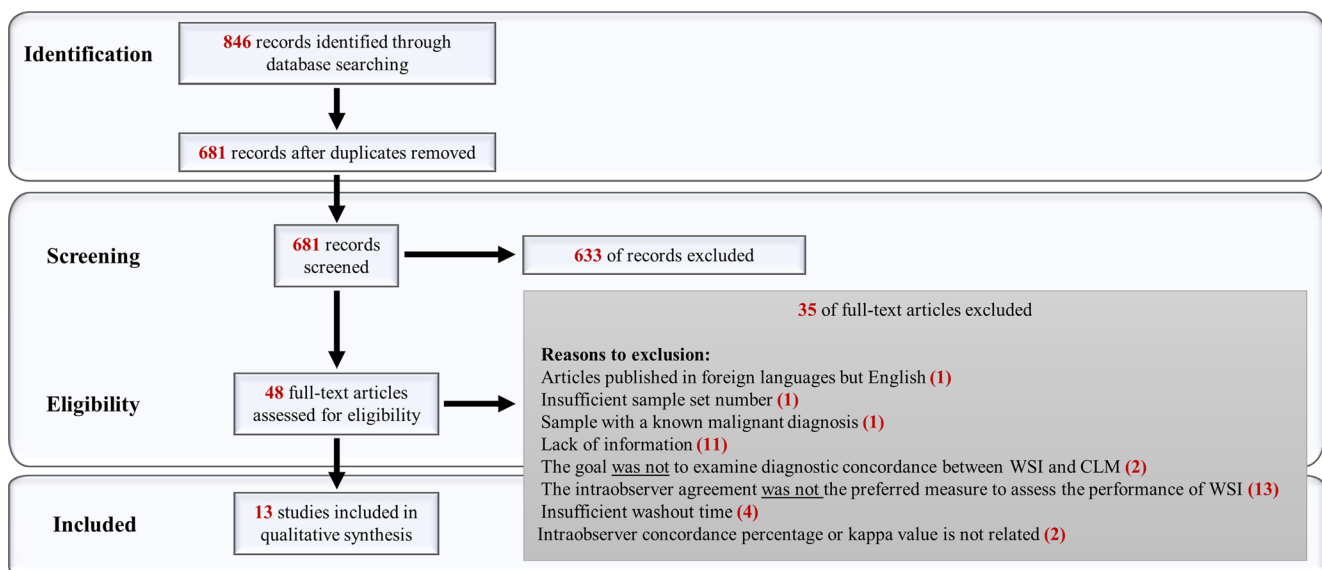 Identification
846 records identified through
database searching
681 records after duplicates removed
Screening
681 records
screened
633 of records excluded
Eligibility
48 full-text articles
assessed for eligibility
35 of full-text articles excluded
Reasons to exclusion:
Articles published in foreign languages but English (1)
Insufficient sample set number (1)
Sample with a known malignant diagnosis (1)
Lack of information (11)
The goal was not to examine diagnostic concordance between WSI and CLM (2)
The intraobserver agreement was not the preferred measure to assess the performance of WSI (13)
Insufficient washout time (4)
Intraobserver concordance percentage or kappa value is not related (2)
Included
13 studies included in
qualitative synthesis